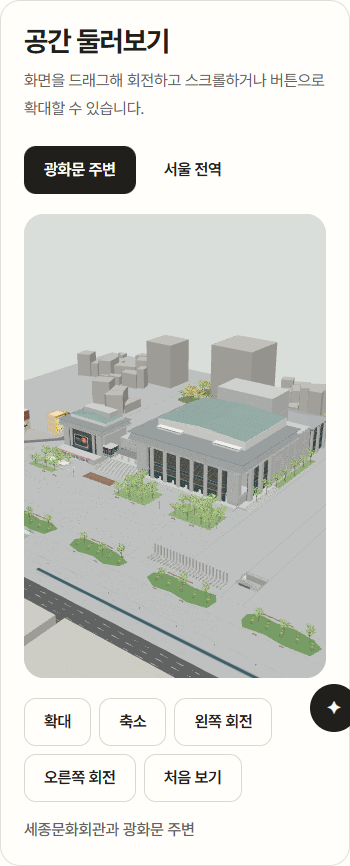 공간 둘러보기
화면을 드래그해 회전하고 스크롤하거나 버튼으로
확대할 수 있습니다.
광화문 주변
서울 전역
확대
축소
왼쪽 회전
오른쪽 회전
처음 보기
세종문화회관과 광화문 주변